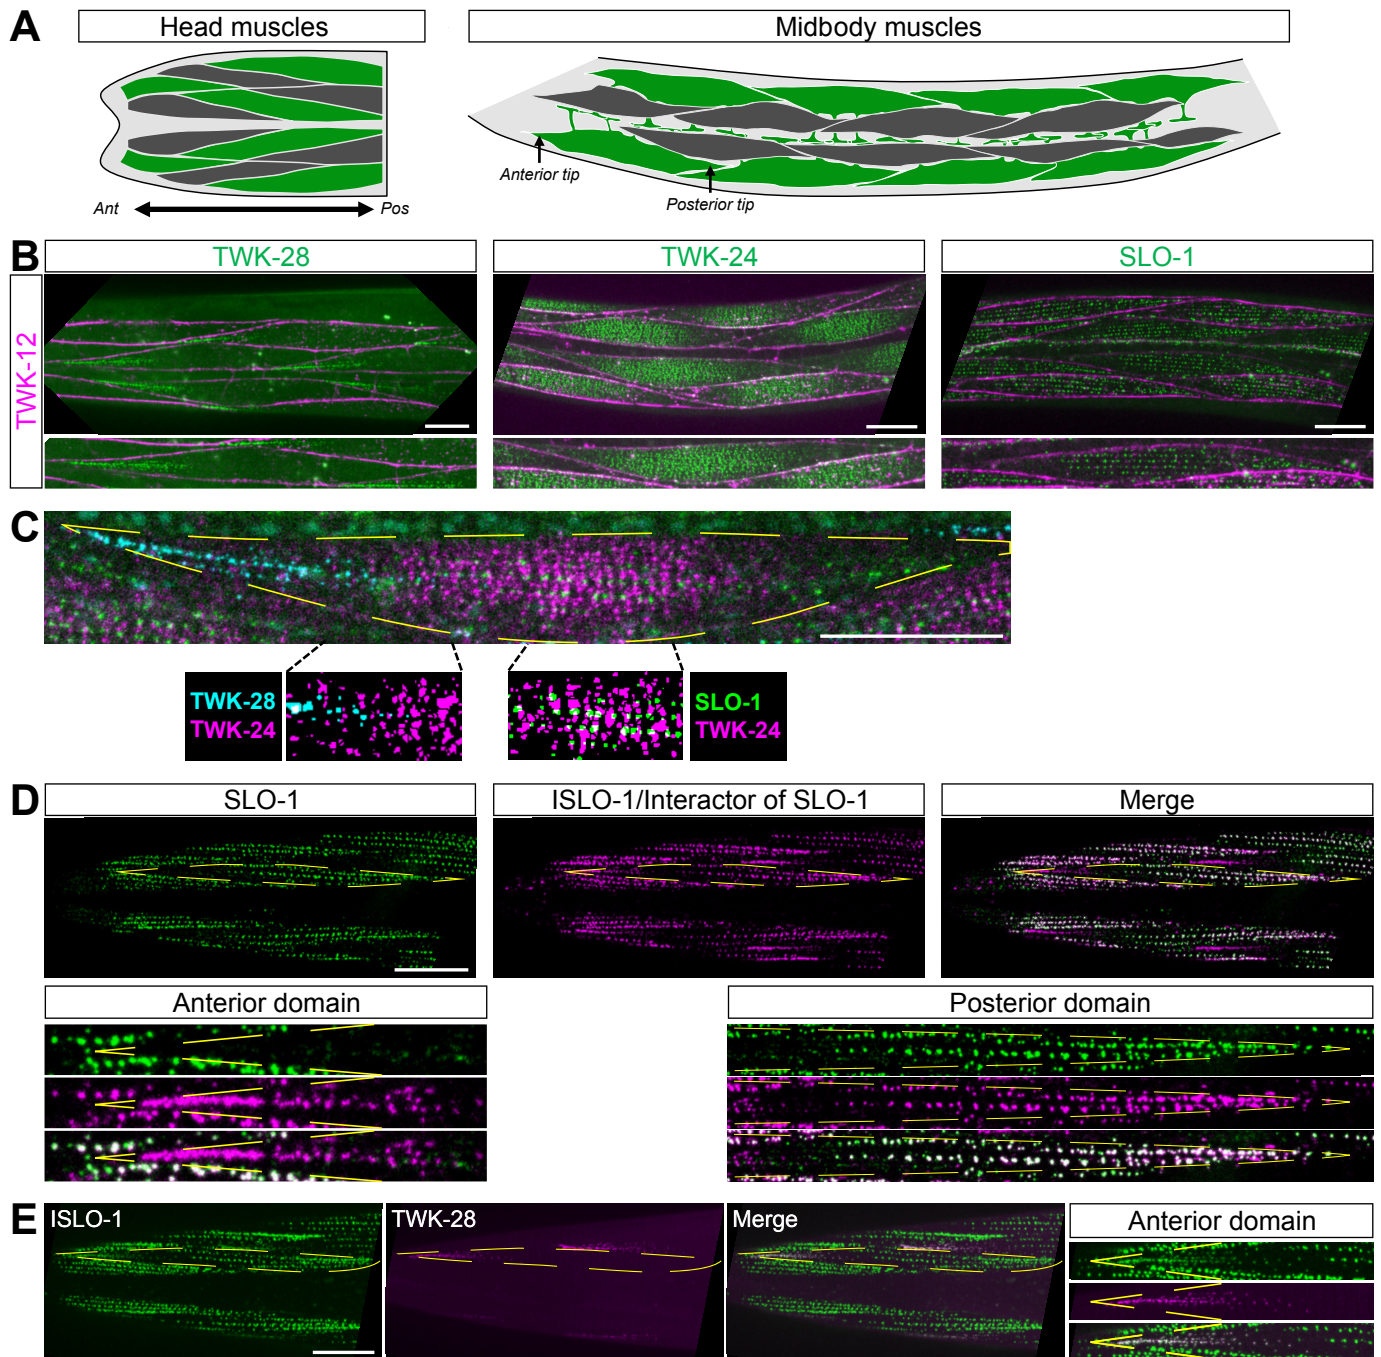 A
Head muscles
Midbody muscles
Anterior tip
Posterior tip
Ant
Pos
B
TWK-28
TWK-24
SLO-1
TWK-12
C
TWK-28
TWK-24
SLO-1
TWK-24
D
SLO-1
ISLO-1/Interactor of SLO-1
Merge
Anterior domain
Posterior domain
E
ISLO-1
TWK-28
Merge
Anterior domain